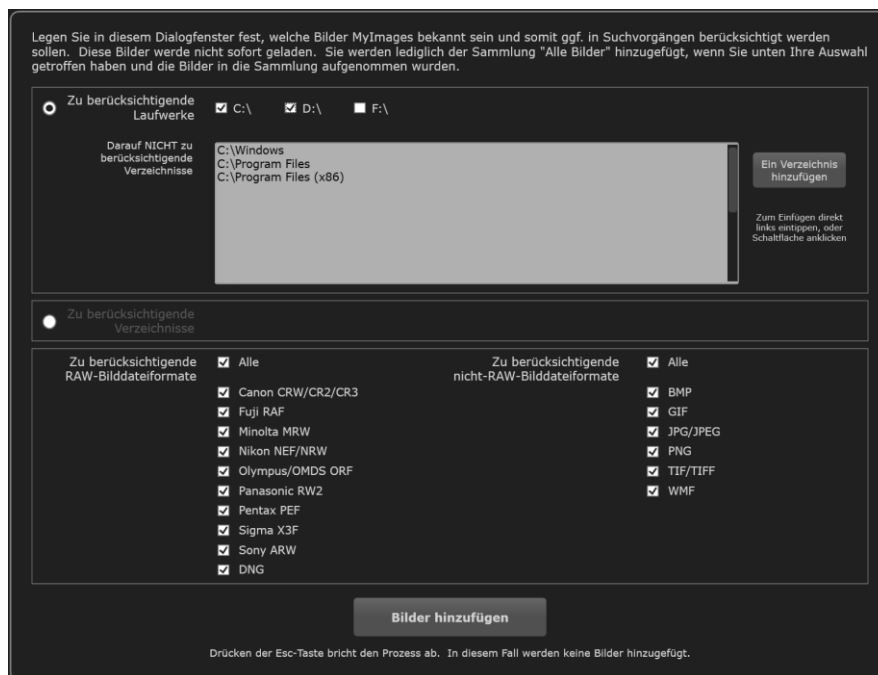 Legen Sie in diesem Dialogfenster fest, welche Bilder MyImages bekannt sein und somit ggf. in Suchvorgängen berücksichtigt werden
sollen.  Diese Bilder werde nicht sofort geladen.  Sie werden lediglich der Sammlung "Alle Bilder" hinzugefügt, wenn Sie unten Ihre Auswahl
getroffen haben und die Bilder in die Sammlung aufgenommen wurden.
Zu berücksichtigende
Laufwerke
C:\
D:\
F:\
Darauf NICHT zu
berücksichtigende
Verzeichnisse
C:\Windows
C:\Program Files
C:\Program Files (x86)
Ein Verzeichnis
hinzufügen
Zum Einfügen direkt
links eintippen, oder
Schaltfläche anklicken
Zu berücksichtigende
Verzeichnisse
Zu berücksichtigende
RAW-Bilddateiformate
Alle
Canon CRW/CR2/CR3
Fuji RAF
Minolta MRW
Nikon NEF/NRW
Olympus/OMDS ORF
Panasonic RW2
Pentax PEF
Sigma X3F
Sony ARW
DNG
Zu berücksichtigende
nicht-RAW-Bilddateiformate
Alle
BMP
GIF
JPG/JPEG
PNG
TIF/TIFF
WMF
Bilder hinzufügen
Drücken der Esc-Taste bricht den Prozess ab.  In diesem Fall werden keine Bilder hinzugefügt.